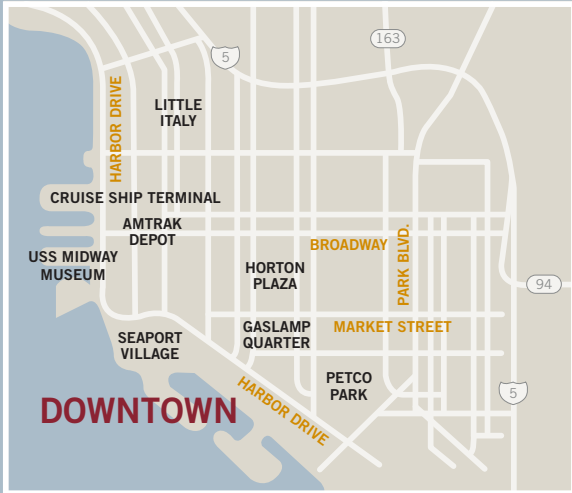 163
5
HARBOR DRIVE
LITTLE
ITALY
CRUISE SHIP TERMINAL
AMTRAK
DEPOT
BROADWAY
PARK BLVD.
USS MIDWAY
MUSEUM
HORTON
PLAZA
94
GASLAMP
QUARTER
MARKET STREET
SEAPORT
VILLAGE
PETCO
PARK
5
HARBOR DRIVE
DOWNTOWN